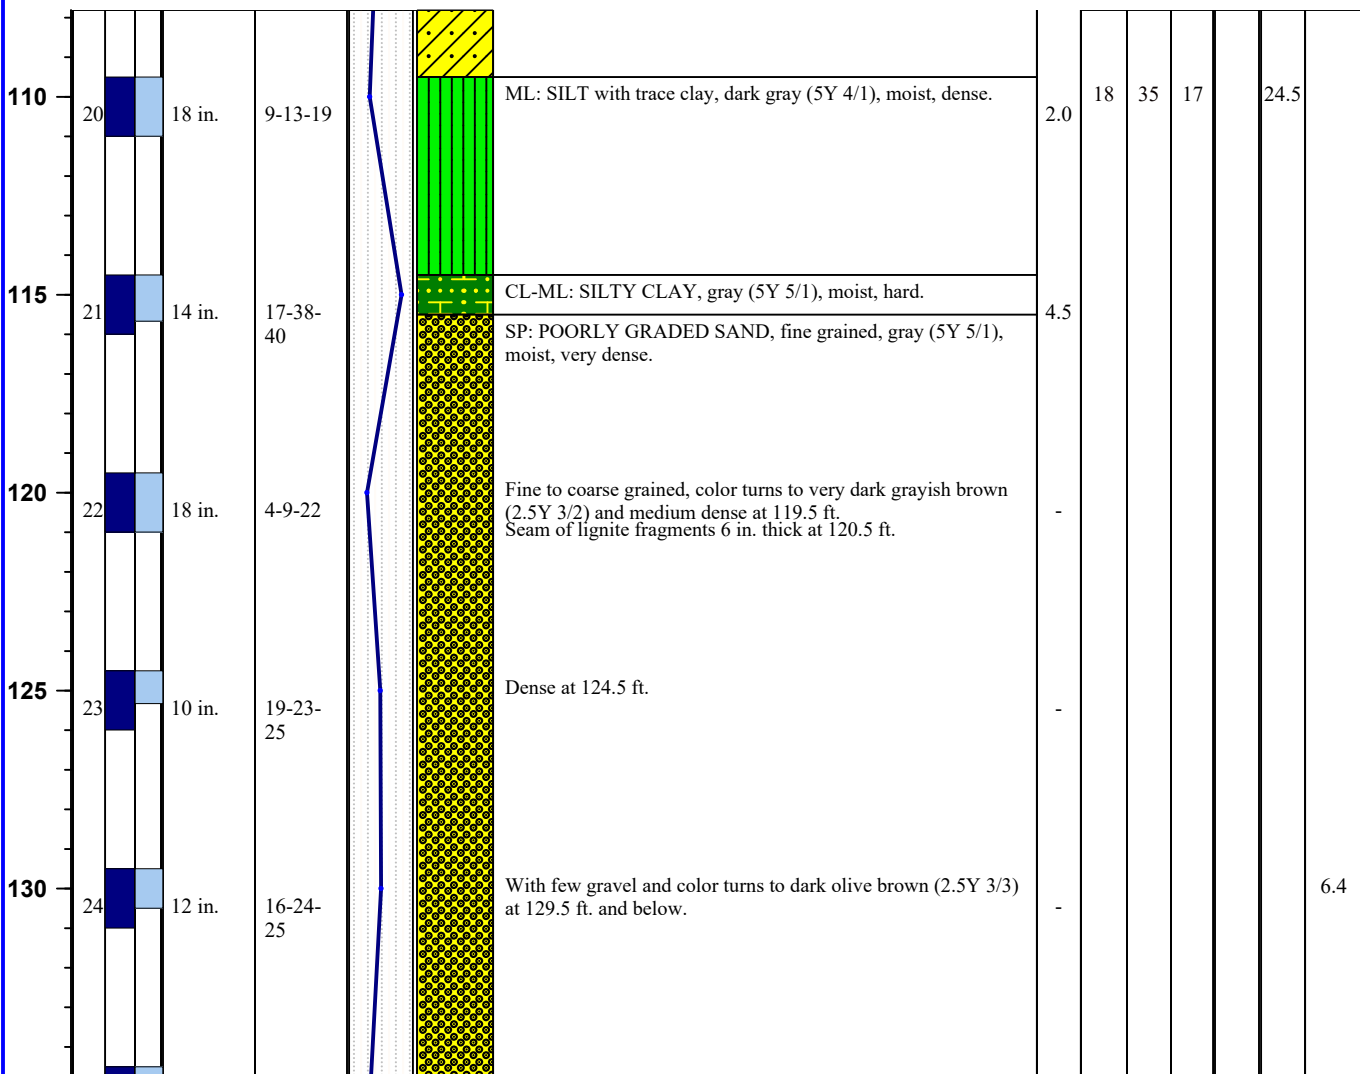 110
20
18 in.
9-13-19
ML: SILT with trace clay, dark gray (5Y 4/1), moist, dense.
2.0
18
35
17
24.5
115
21
14 in.
17-38-
40
CL-ML: SILTY CLAY, gray (5Y 5/1), moist, hard.
4.5
SP: POORLY GRADED SAND, fine grained, gray (5Y 5/1),
moist, very dense.
120
22
18 in.
4-9-22
Fine to coarse grained, color turns to very dark grayish brown
(2.5Y 3/2) and medium dense at 119.5 ft.
Seam of lignite fragments 6 in. thick at 120.5 ft.
-
125
23
10 in.
19-23-
25
Dense at 124.5 ft.
-
130
24
12 in.
16-24-
25
With few gravel and color turns to dark olive brown (2.5Y 3/3)
at 129.5 ft. and below.
-
6.4